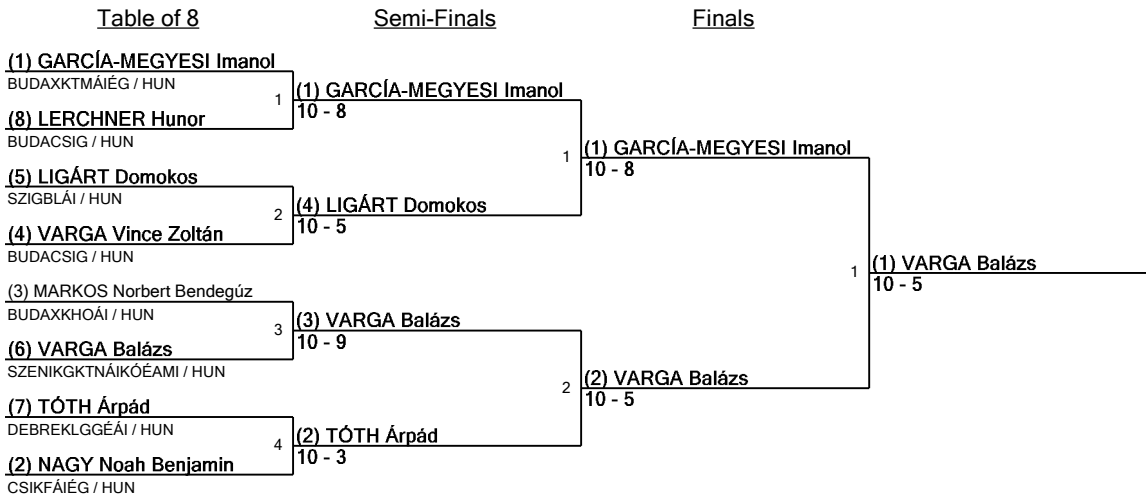 Table of 8
Semi-Finals
Finals
(1) GARCÍA-MEGYESI Imanol
BUDAXKTMÁIÉG / HUN
(8) LERCHNER Hunor
BUDACSIG / HUN
(5) LIGÁRT Domokos
SZIGBLÁI / HUN
(4) VARGA Vince Zoltán
BUDACSIG / HUN
(3) MARKOS Norbert Bendegúz
BUDAXKHOÁI / HUN
(6) VARGA Balázs
SZENIKGKTNÁIKÓÉAMI / HUN
(7) TÓTH Árpád
DEBREKLGGÉÁI / HUN
(2) NAGY Noah Benjamin
CSIKFÁIÉG / HUN
1
(1) GARCÍA-MEGYESI Imanol
10 - 8
2
(4) LIGÁRT Domokos
10 - 5
3
(3) VARGA Balázs
10 - 9
4
(2) TÓTH Árpád
10 - 3
1
(1) GARCÍA-MEGYESI Imanol
10 - 8
2
(2) VARGA Balázs
10 - 5
1
(1) VARGA Balázs
10 - 5